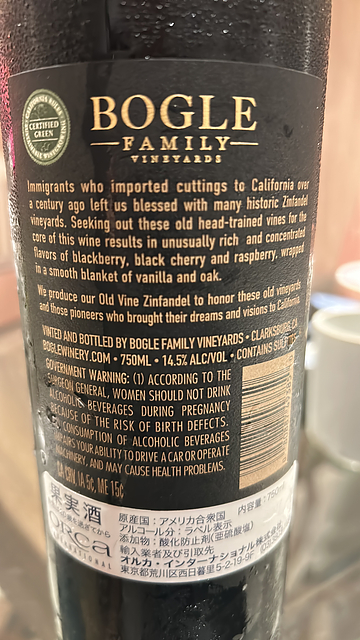 CERTIFIED
GREEN
BOGLE
FAMILY
VINEYARDS
Immigrants who imported cuttings to California over
a century ago left us blessed with many historic Zinfandel
vineyards. Seeking out these old head-trained vines for the
core of this wine results in unusually rich and concentrated
flavors of blackberry, black cherry and raspberry, wrapped
in a smooth blanket of vanilla and oak.
We produce our Old Vine Zinfandel to honor these old vineyards
and those pioneers who brought their dreams and visions to California.
VINTED AND BOTTLED BY BOGLE FAMILY VINEYARDS • CLARKSBURG, CA
BOGLEWINERY.COM • 750ML • 14.5% ALC/VOL • CONTAINS
GOVERNMENT WARNING: (1) ACCORDING TO THE
SURGEON GENERAL, WOMEN SHOULD NOT DRINK
ALCOHOLIC BEVERAGES DURING PREGNANCY
BECAUSE OF THE RISK OF BIRTH DEFECTS.
CONSUMPTION OF ALCOHOLIC BEVERAGES
YOUR ABILITY TO DRIVE A CAR OR OPERATE
MACHINERY, AND MAY CAUSE HEALTH PROBLEMS.
IA 5¢, ME 15¢
果実酒
orca
原産国：アメリカ合衆国
内容量：750
アルコール分：ラベル表示
添加物：酸化防止剤（亜硫酸塩）
輸入業者及び引取先
オルカ・インターナショナル株式会社
東京都荒川区西日暮里5-2-19-9F